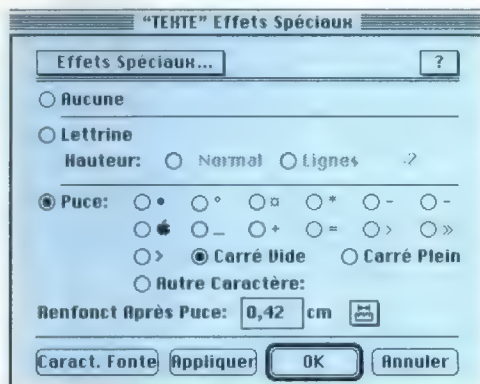 “TEXTE” Effets Spéciaux
Effets Spéciaux... ?
Aucune
Lettrine
Hauteur: Normal Lignes 2
Puce: • ° ¤ * - -
 _ + = › »
› Carré Vide Carré Plein
Autre Caractère:
Renfonct Après Puce: 0,42 cm
Caract. Fonte Appliquer OK Annuler